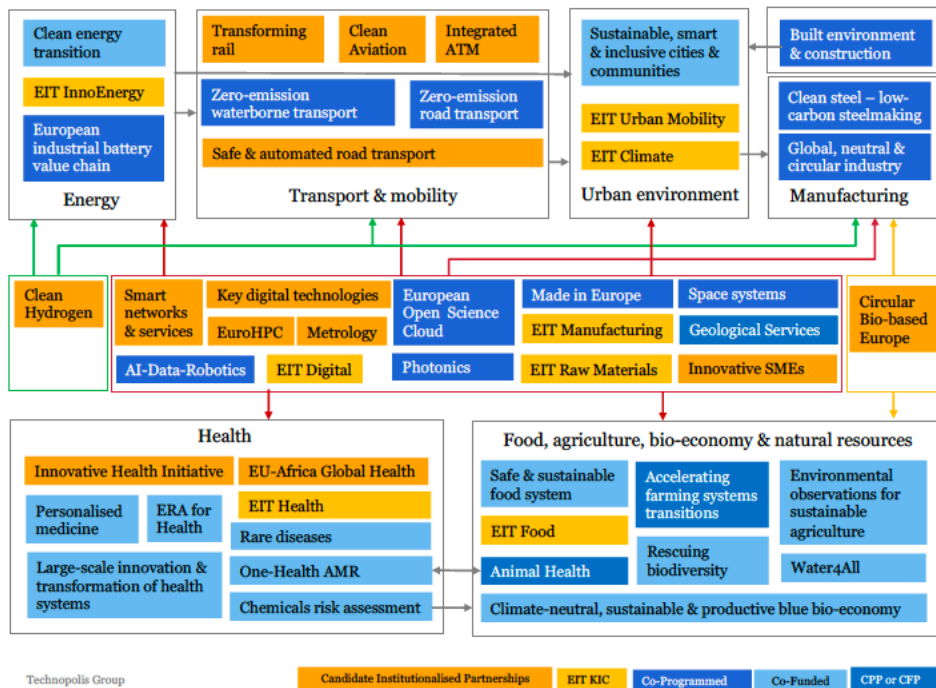 Clean energy
transition
EIT InnoEnergy
European
industrial battery
value chain
Energy
Transforming
rail
Clean
Aviation
Integrated
ATM
Zero-emission
waterborne transport
Zero-emission
road transport
Safe & automated road transport
Transport & mobility
Sustainable, smart
& inclusive cities &
communities
EIT Urban Mobility
EIT Climate
Urban environment
Built environment
& construction
Clean steel – low-
carbon steelmaking
Global, neutral &
circular industry
Manufacturing
Clean
Hydrogen
Smart
networks
& services
Key digital technologies
EuroHPC
Metrology
AI-Data-Robotics
EIT Digital
European
Open Science
Cloud
Photonics
Made in Europe
EIT Manufacturing
EIT Raw Materials
Space systems
Geological Services
Innovative SMEs
Circular
Bio-based
Europe
Health
Innovative Health Initiative
EU-Africa Global Health
Personalised
medicine
ERA for
Health
EIT Health
Rare diseases
Large-scale innovation &
transformation of health
systems
One-Health AMR
Chemicals risk assessment
Food, agriculture, bio-economy & natural resources
Safe & sustainable
food system
EIT Food
Animal Health
Accelerating
farming systems
transitions
Rescuing
biodiversity
Environmental
observations for
sustainable
agriculture
Water4All
Climate-neutral, sustainable & productive blue bio-economy
Technopolis Group
Candidate Institutionalised Partnerships
EIT KIC
Co-Programmed
Co-Funded
CPP or CFP